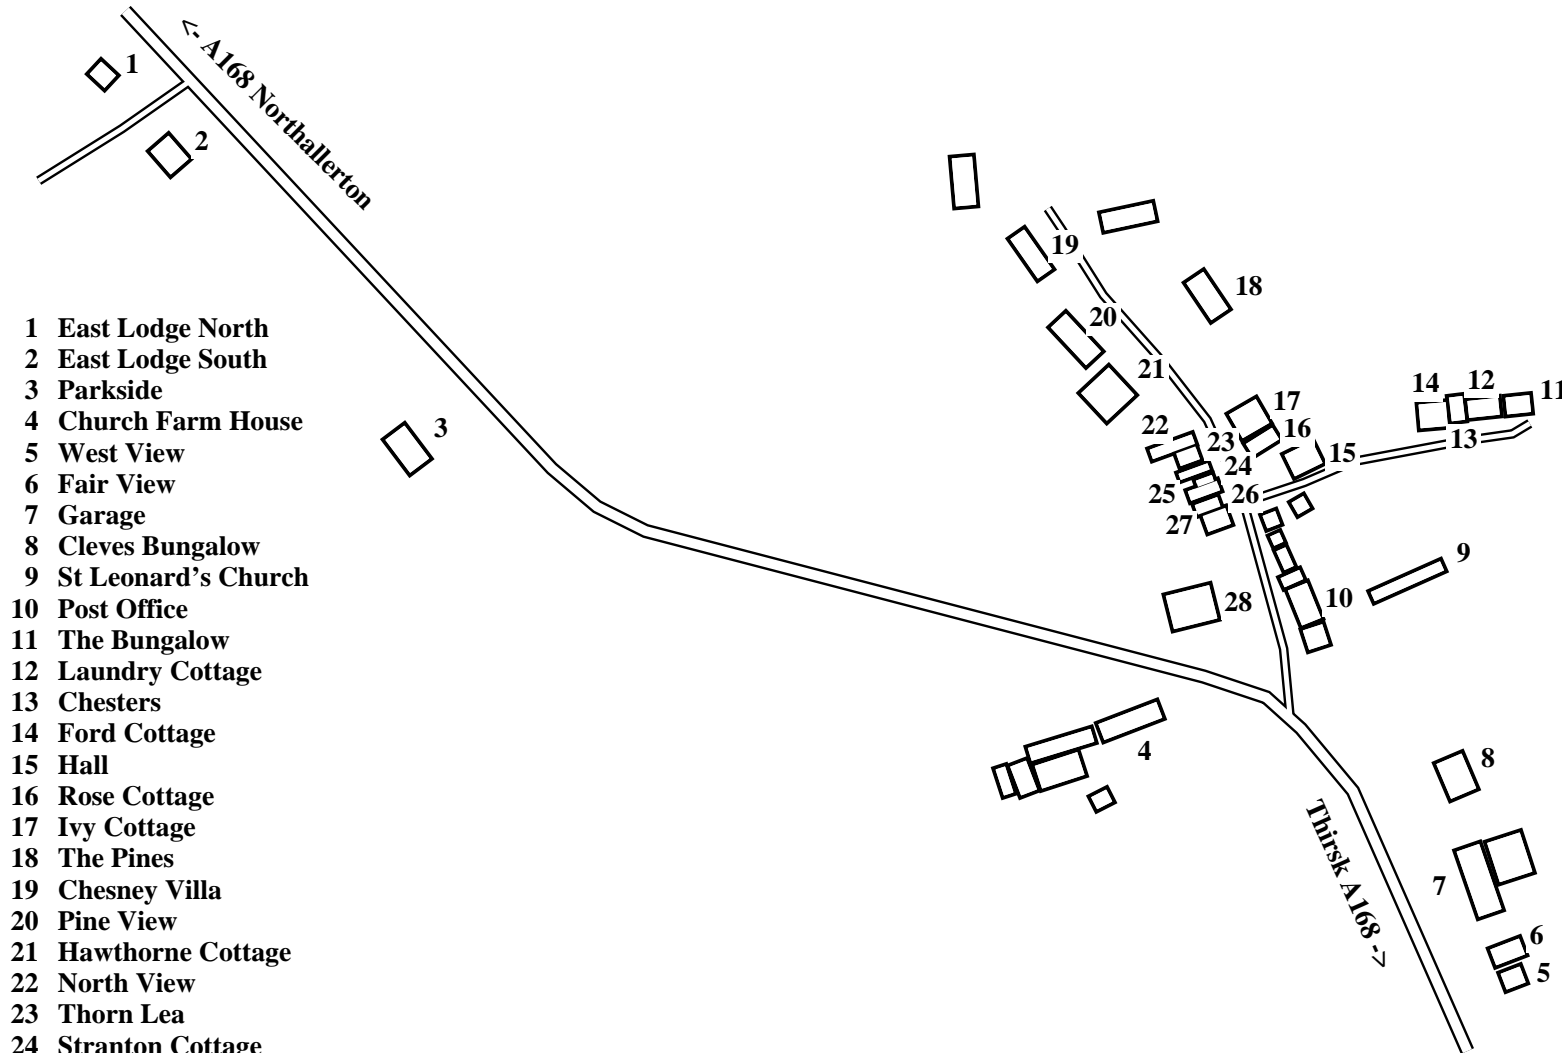 <- A168 Northallerton
1
2
3
19
18
20
21
17
14
12
11
22
23
16
13
24
15
25
26
27
9
28
10
4
8
Thirsk A168 ->
7
6
5
1 East Lodge North
2 East Lodge South
3 Parkside
4 Church Farm House
5 West View
6 Fair View
7 Garage
8 Cleves Bungalow
9 St Leonard’s Church
10 Post Office
11 The Bungalow
12 Laundry Cottage
13 Chesters
14 Ford Cottage
15 Hall
16 Rose Cottage
17 Ivy Cottage
18 The Pines
19 Chesney Villa
20 Pine View
21 Hawthorne Cottage
22 North View
23 Thorn Lea
24 Stranton Cottage